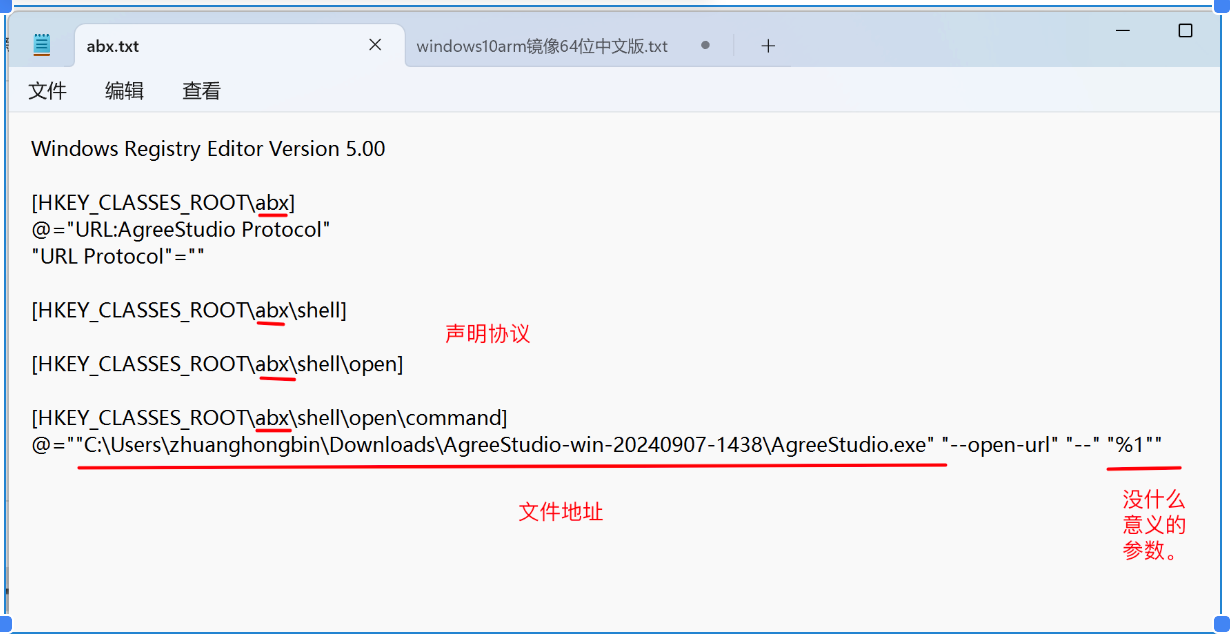 abx.txt
windows10arm镜像64位中文版.txt
文件 编辑 查看
Windows Registry Editor Version 5.00
[HKEY_CLASSES_ROOT\abx]
@="URL:AgreeStudio Protocol"
"URL Protocol"=""
[HKEY_CLASSES_ROOT\abx\shell]
声明协议
[HKEY_CLASSES_ROOT\abx\shell\open]
[HKEY_CLASSES_ROOT\abx\shell\open\command]
@=""C:\Users\zhuanghongbin\Downloads\AgreeStudio-win-20240907-1438\AgreeStudio.exe" "--open-url" "--" "%1""
文件地址
没什么
意义的
参数。